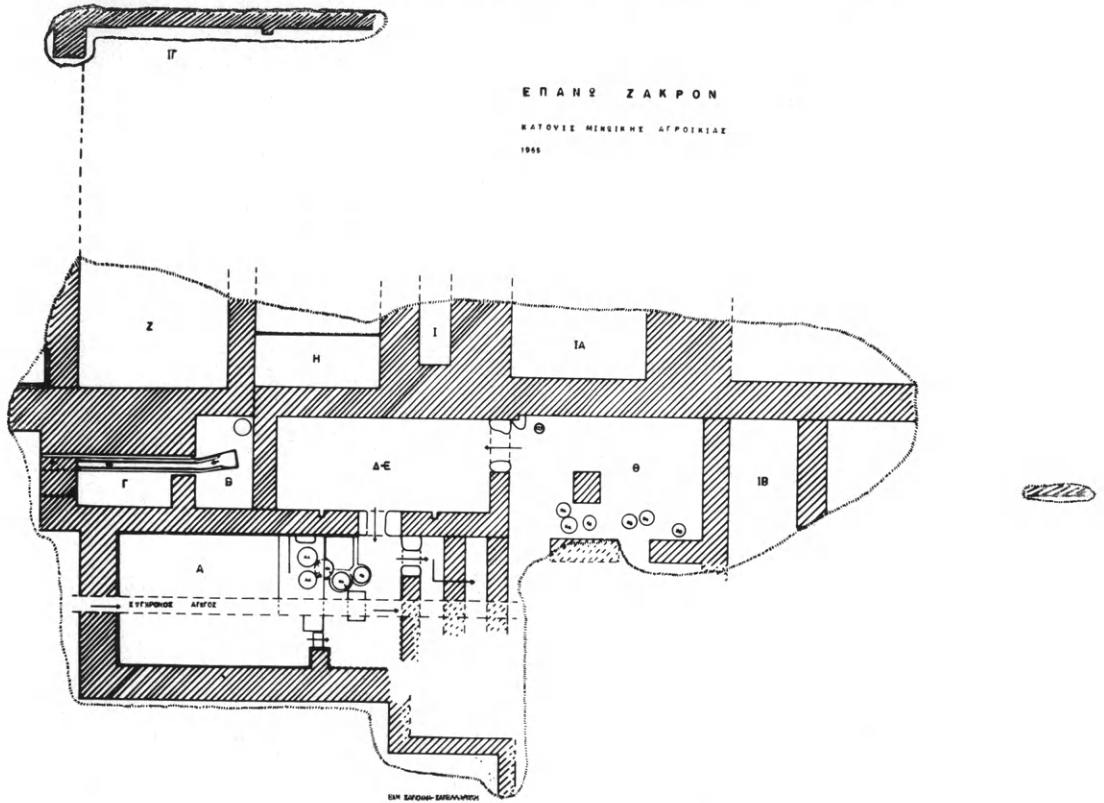 ΙΓ
ΕΠΑΝΩ ΖΑΚΡΟΝ
ΚΑΤΟΨΙΣ ΜΙΝΩΙΚΗΣ ΑΓΡΟΙΚΙΑΣ
1965
Ζ
Η
Ι
ΙΑ
Γ
Β
Δ-Ε
Θ
ΙΒ
Α
ΣΥΓΧΡΟΝΟΣ ΑΓΩΓΟΣ